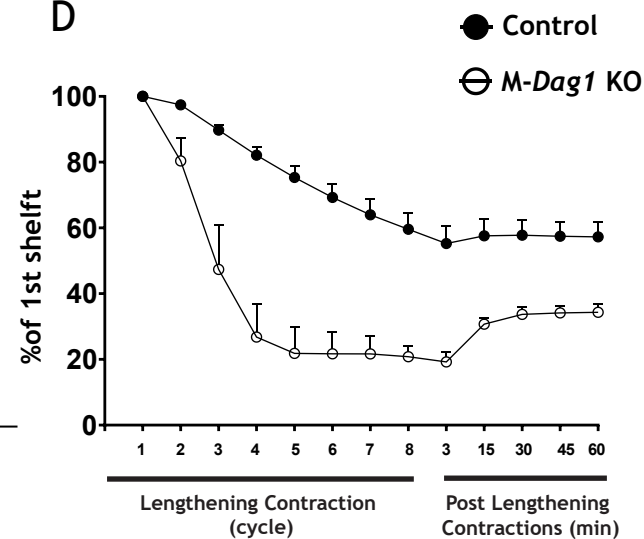 D
Control
M-Dag1 KO
%of 1st shelft
100
80
60
40
20
0
1 2 3 4 5 6 7 8 3 15 30 45 60
Lengthening Contraction
(cycle)
Post Lengthening
Contractions (min)